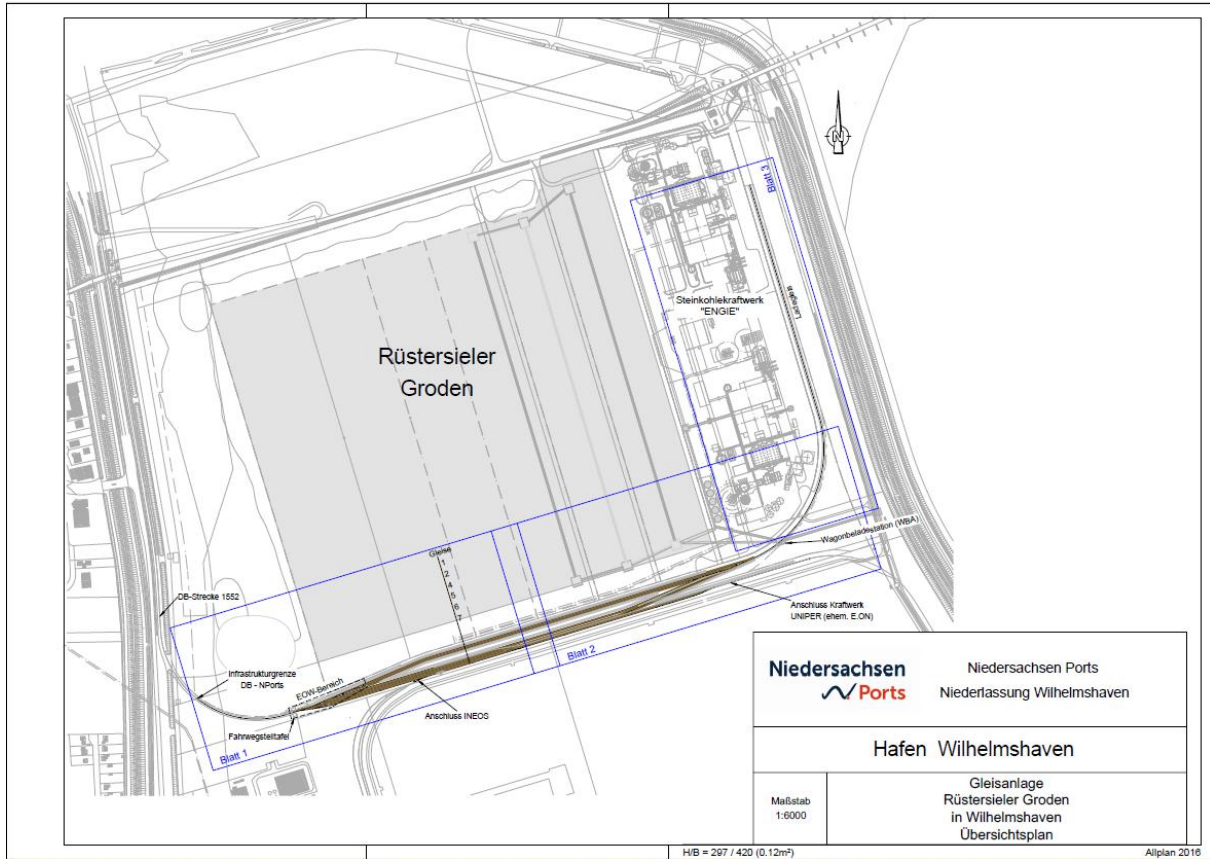 Blatt 3
Steinkohlekraftwerk
"ENGIE"
Ladegleis
Rüstersieler
Groden
Wagonbeladestation (WBA)
Gleise
1
2
4
5
6
7
DB-Strecke 1552
Anschluss Kraftwerk
UNIPER (ehem. E.ON)
Blatt 2
Infrastrukturgrenze
DB - NPorts
EOW-Bereich
Anschluss INEOS
Fahrwegstelltafel
Blatt 1
N
Niedersachsen
Ports
Niedersachsen Ports
Niederlassung Wilhelmshaven
Hafen Wilhelmshaven
Maßstab
1:6000
Gleisanlage
Rüstersieler Groden
in Wilhelmshaven
Übersichtsplan
H/B = 297 / 420 (0.12m²)
Allplan 2016